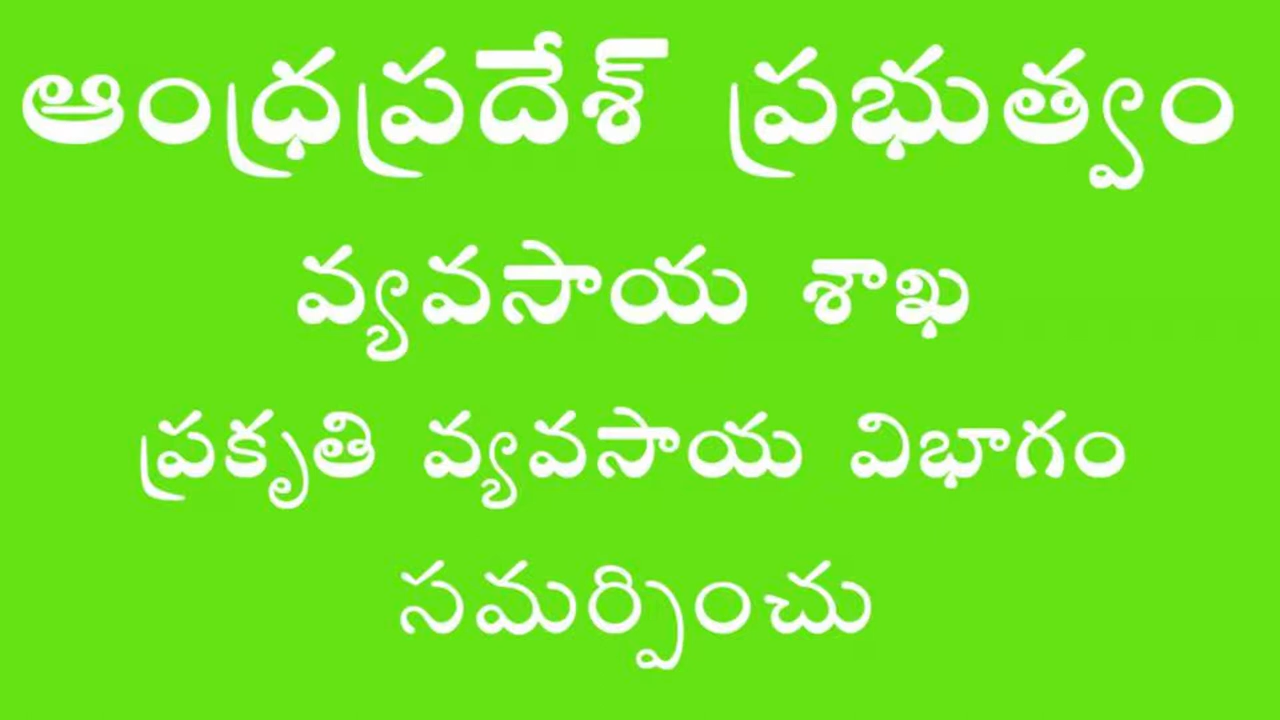 ఆంధ్రప్రదేశ్ ప్రభుత్వం
వ్యవసాయ శాఖ
ప్రకృతి వ్యవసాయ విభాగం
సమర్పించు